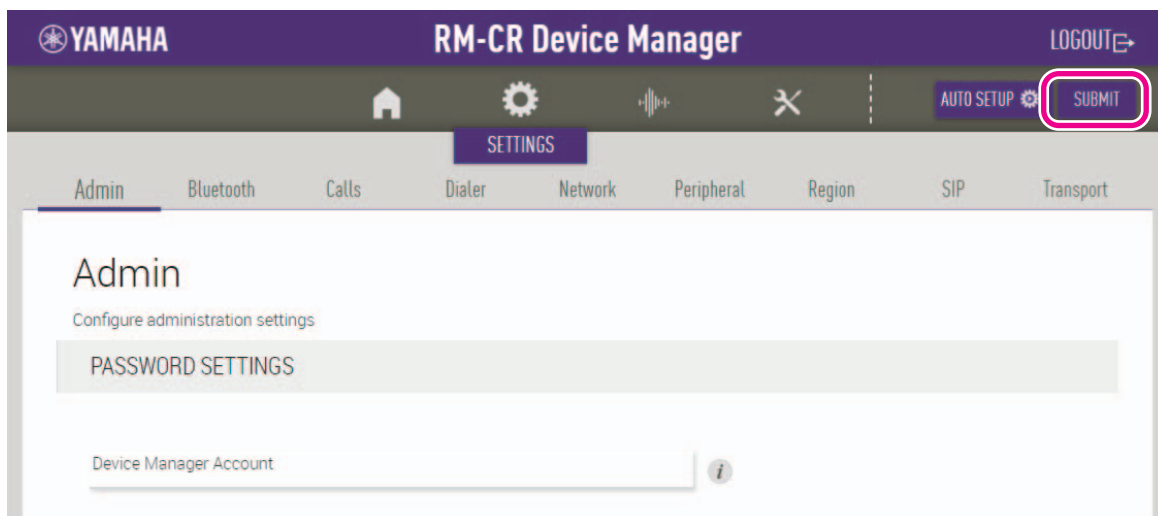 YAMAHA RM-CR Device Manager LOGOUT
AUTO SETUP SUBMIT
SETTINGS
Admin Bluetooth Calls Dialer Network Peripheral Region SIP Transport
Admin
Configure administration settings
PASSWORD SETTINGS
Device Manager Account
i